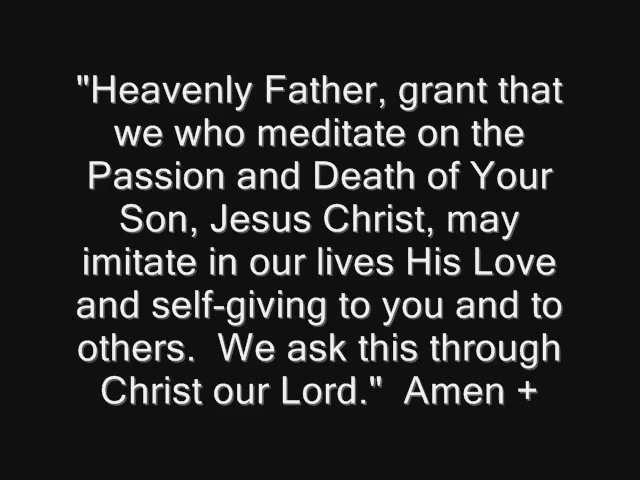 "Heavenly Father, grant that
we who meditate on the
Passion and Death of Your
Son, Jesus Christ, may
imitate in our lives His Love
and self-giving to you and to
others.  We ask this through
Christ our Lord."  Amen +